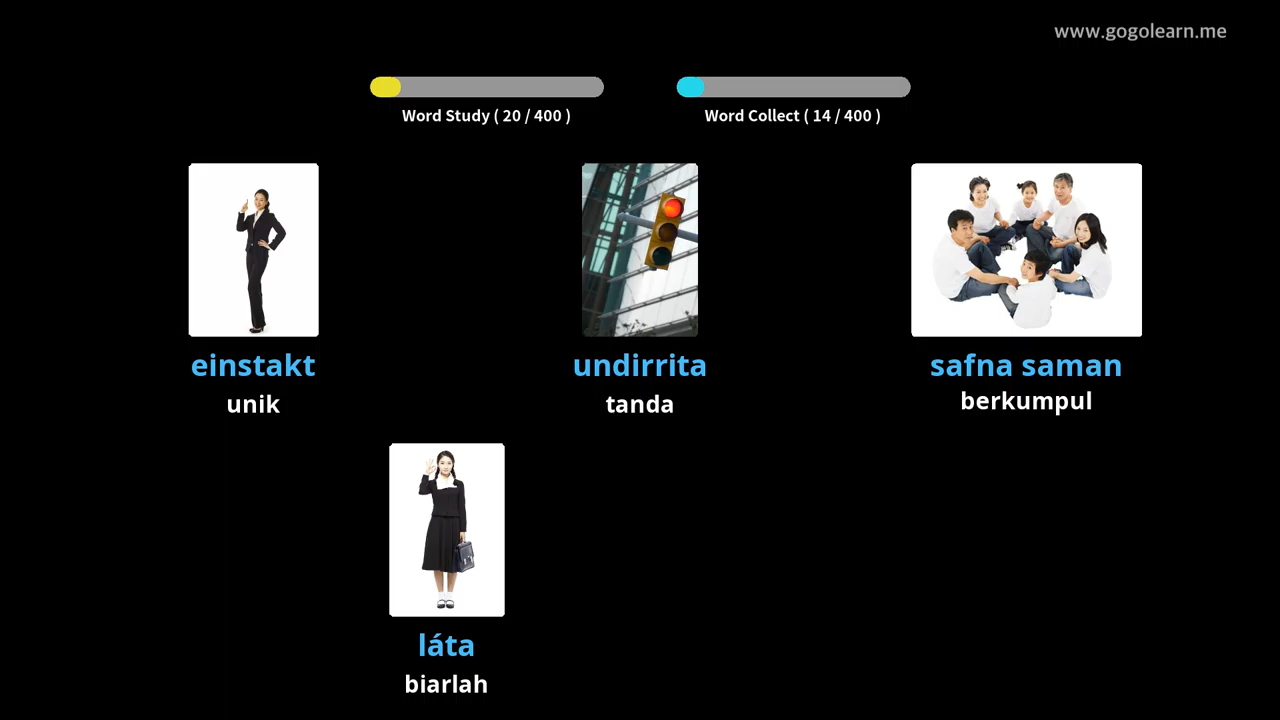 www.gogolearn.me
Word Study ( 20 / 400 )
Word Collect ( 14 / 400 )
einstakt
unik
undirrita
tanda
safna saman
berkumpul
láta
biarlah